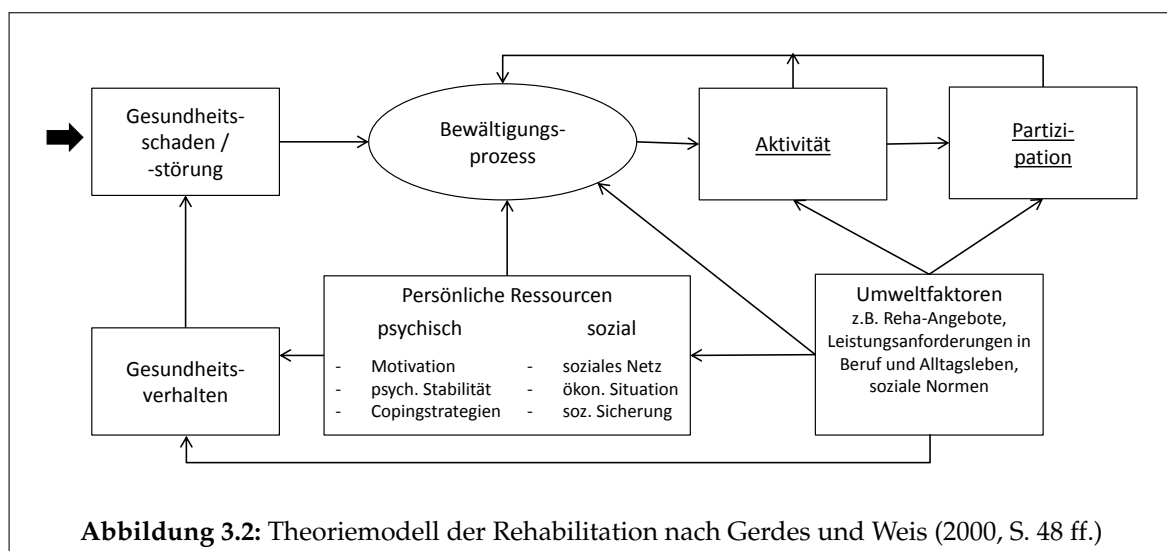 Gesundheits-
schaden /
-störung
Bewältigungs-
prozess
Aktivität
Partizi-
pation
Persönliche Ressourcen
psychisch sozial
- Motivation - soziales Netz
- psych. Stabilität - ökon. Situation
- Copingstrategien - soz. Sicherung
Gesundheits-
verhalten
Umweltfaktoren
z.B. Reha-Angebote,
Leistungsanforderungen in
Beruf und Alltagsleben,
soziale Normen
Abbildung 3.2: Theoriemodell der Rehabilitation nach Gerdes und Weis (2000, S. 48 ff.)